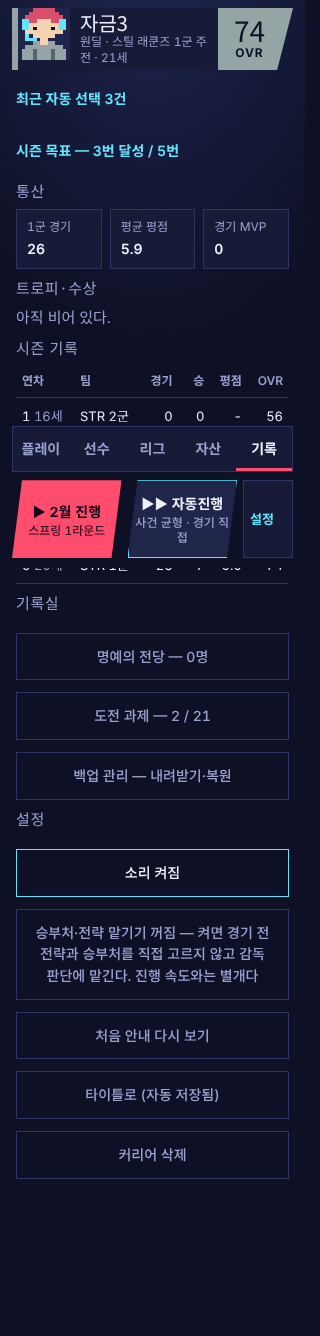 자금3
원딜 · 스틸 래쿤즈 1군 주
전 · 21세
74
OVR
최근 자동 선택 3건
시즌 목표 — 3번 달성 / 5번
통산
1군 경기 평균 평점 경기 MVP
26 5.9 0
트로피·수상
아직 비어 있다.
시즌 기록
연차 팀 경기 승 평점 OVR
1 16세 STR 2군 0 0 - 56
플레이 선수 리그 자산 기록
▶ 2월 진행
스프링 1라운드
▶▶ 자동진행
사건 균형 · 경기 직
접
설정
기록실
명예의 전당 — 0명
도전 과제 — 2 / 21
백업 관리 — 내려받기·복원
설정
소리 켜짐
승부처·전략 맡기기 꺼짐 — 켜면 경기 전
전략과 승부처를 직접 고르지 않고 감독
판단에 맡긴다. 진행 속도와는 별개다
처음 안내 다시 보기
타이틀로 (자동 저장됨)
커리어 삭제